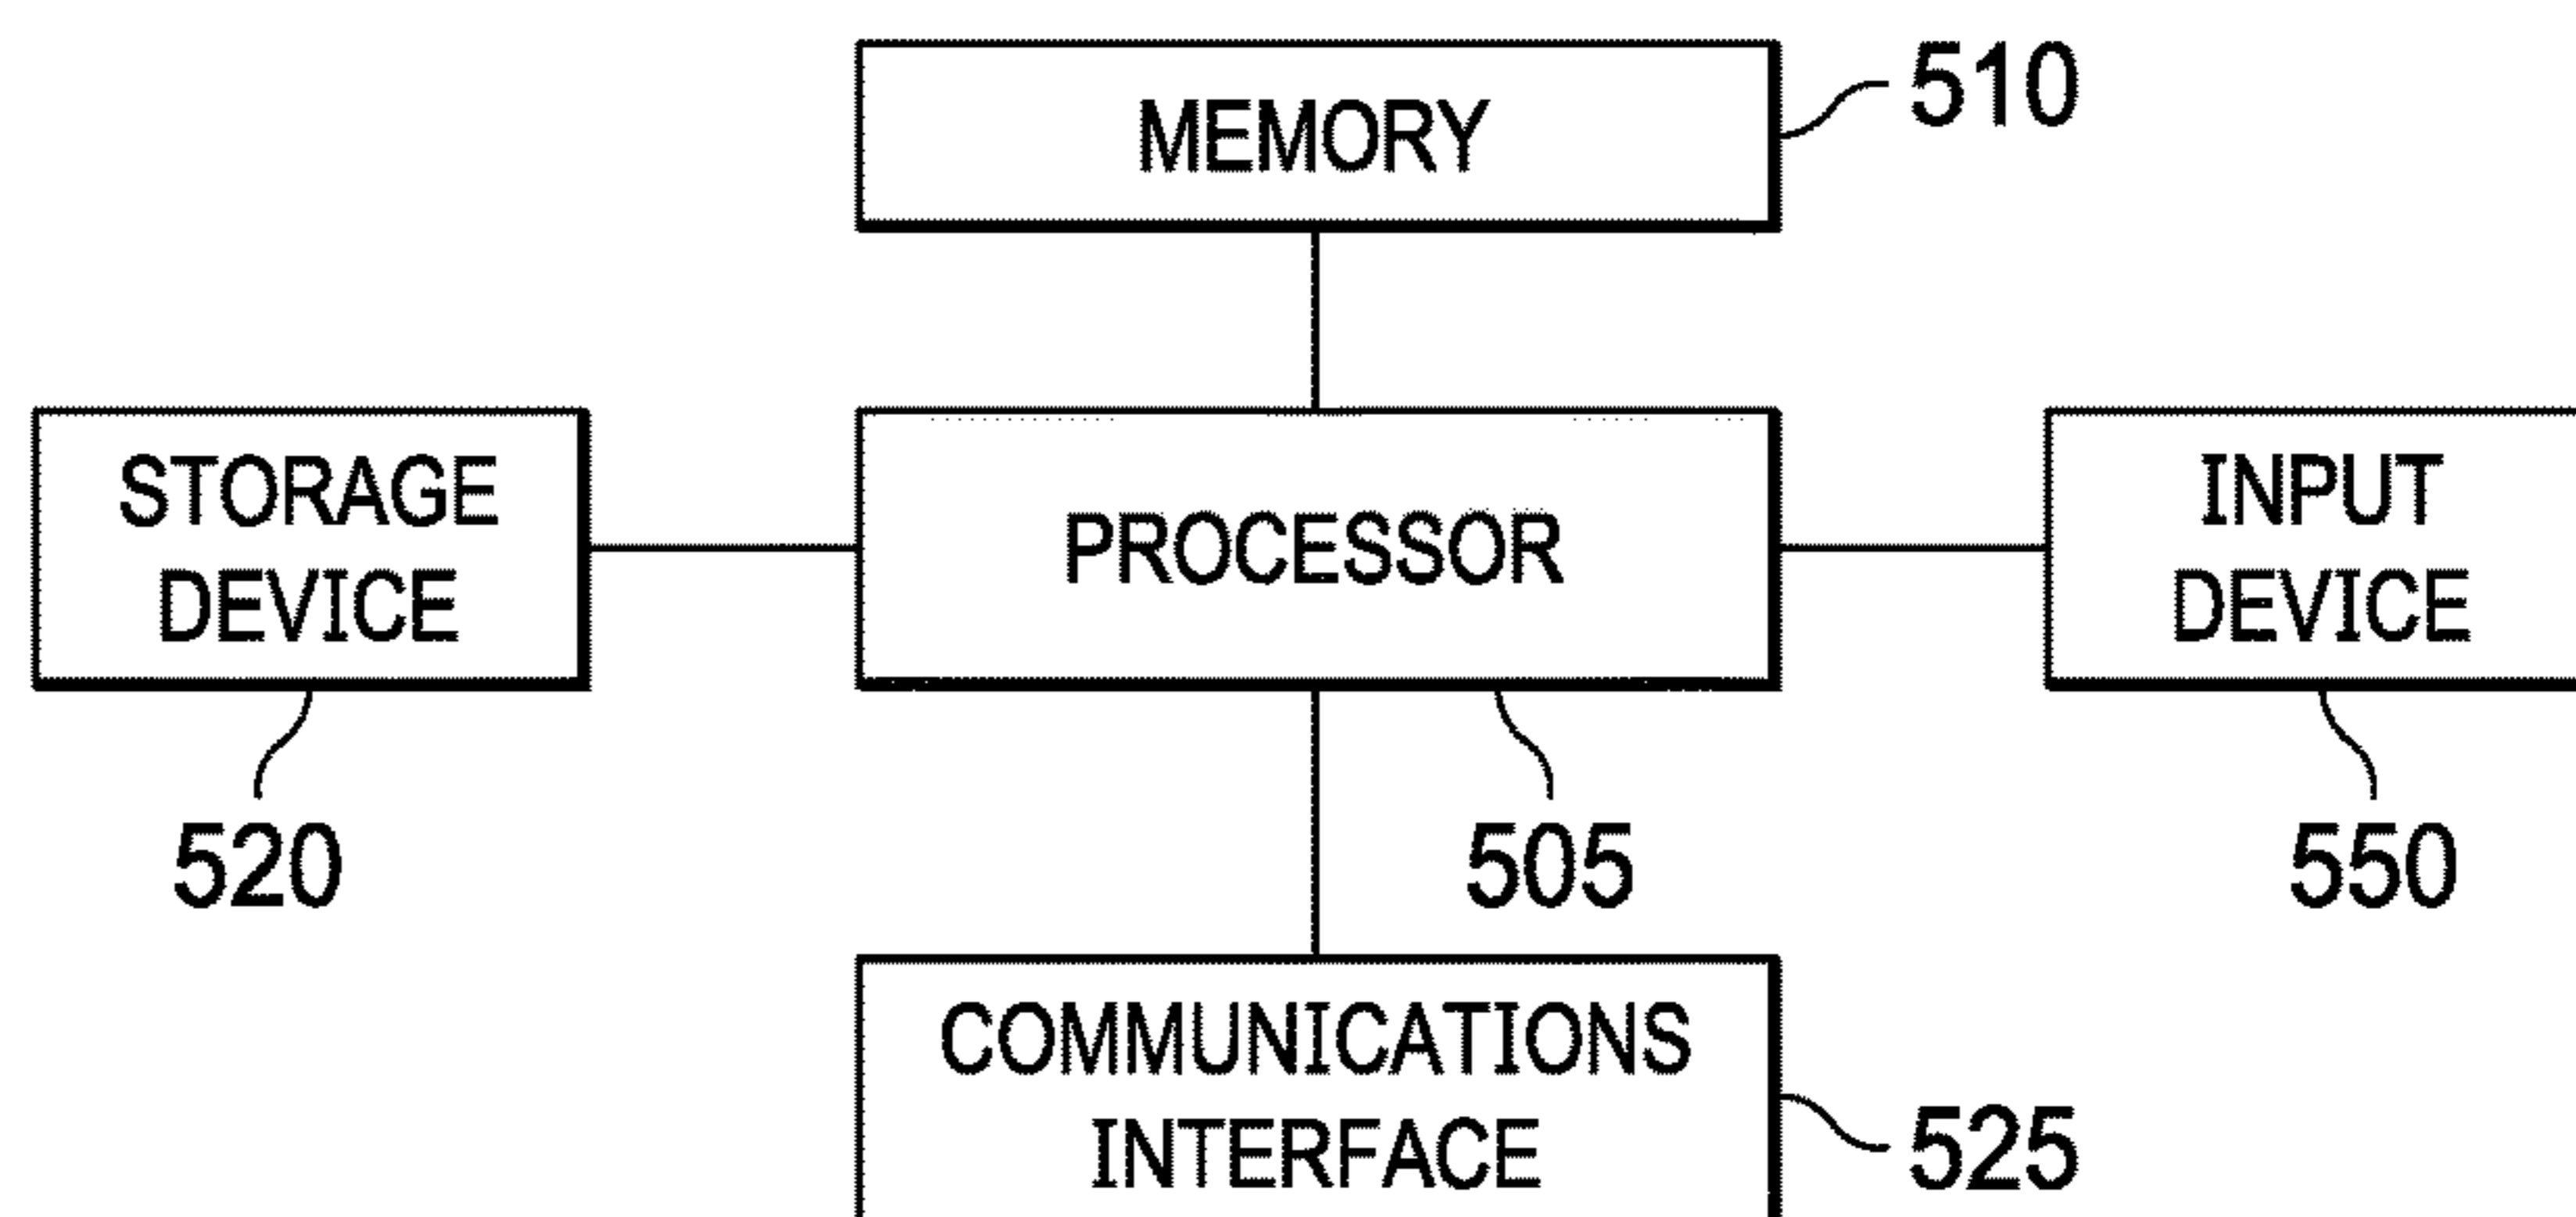 MEMORY
510
STORAGE
DEVICE
PROCESSOR
INPUT
DEVICE
520
505
550
COMMUNICATIONS
INTERFACE
525